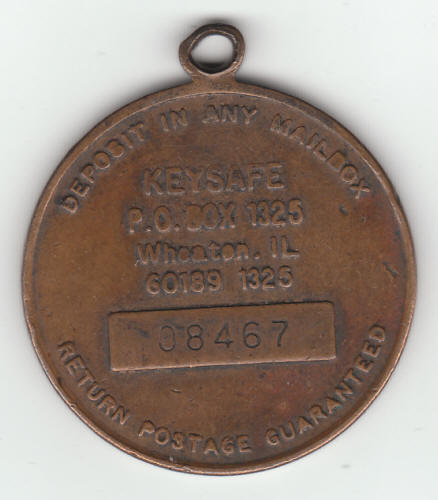 DEPOSIT IN ANY MAILBOX
KEYSAFE
P.O. BOX 1325
Wheaton, IL
60189 1325
08467
RETURN POSTAGE GUARANTEED